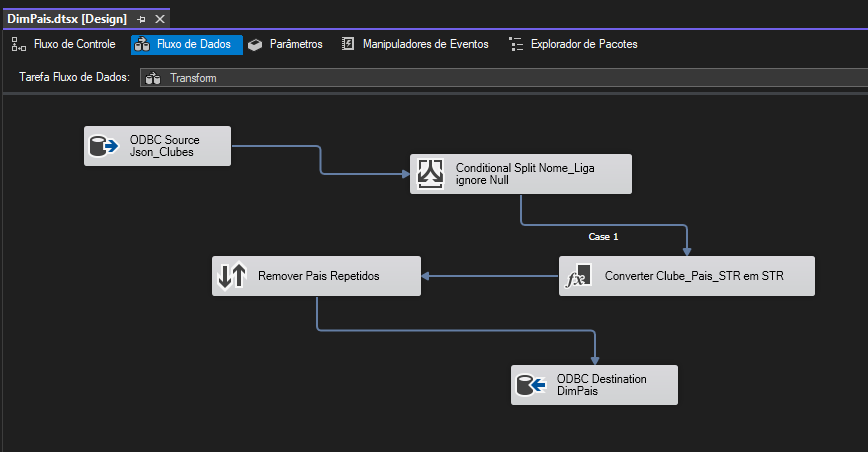 DimPais.dtsx [Design]
Fluxo de Controle
Fluxo de Dados
Parâmetros
Manipuladores de Eventos
Explorador de Pacotes
Tarefa Fluxo de Dados:
Transform
ODBC Source
Json_Clubes
Conditional Split Nome_Liga
ignore Null
Case 1
Remover Pais Repetidos
Converter Clube_Pais_STR em STR
ODBC Destination
DimPais